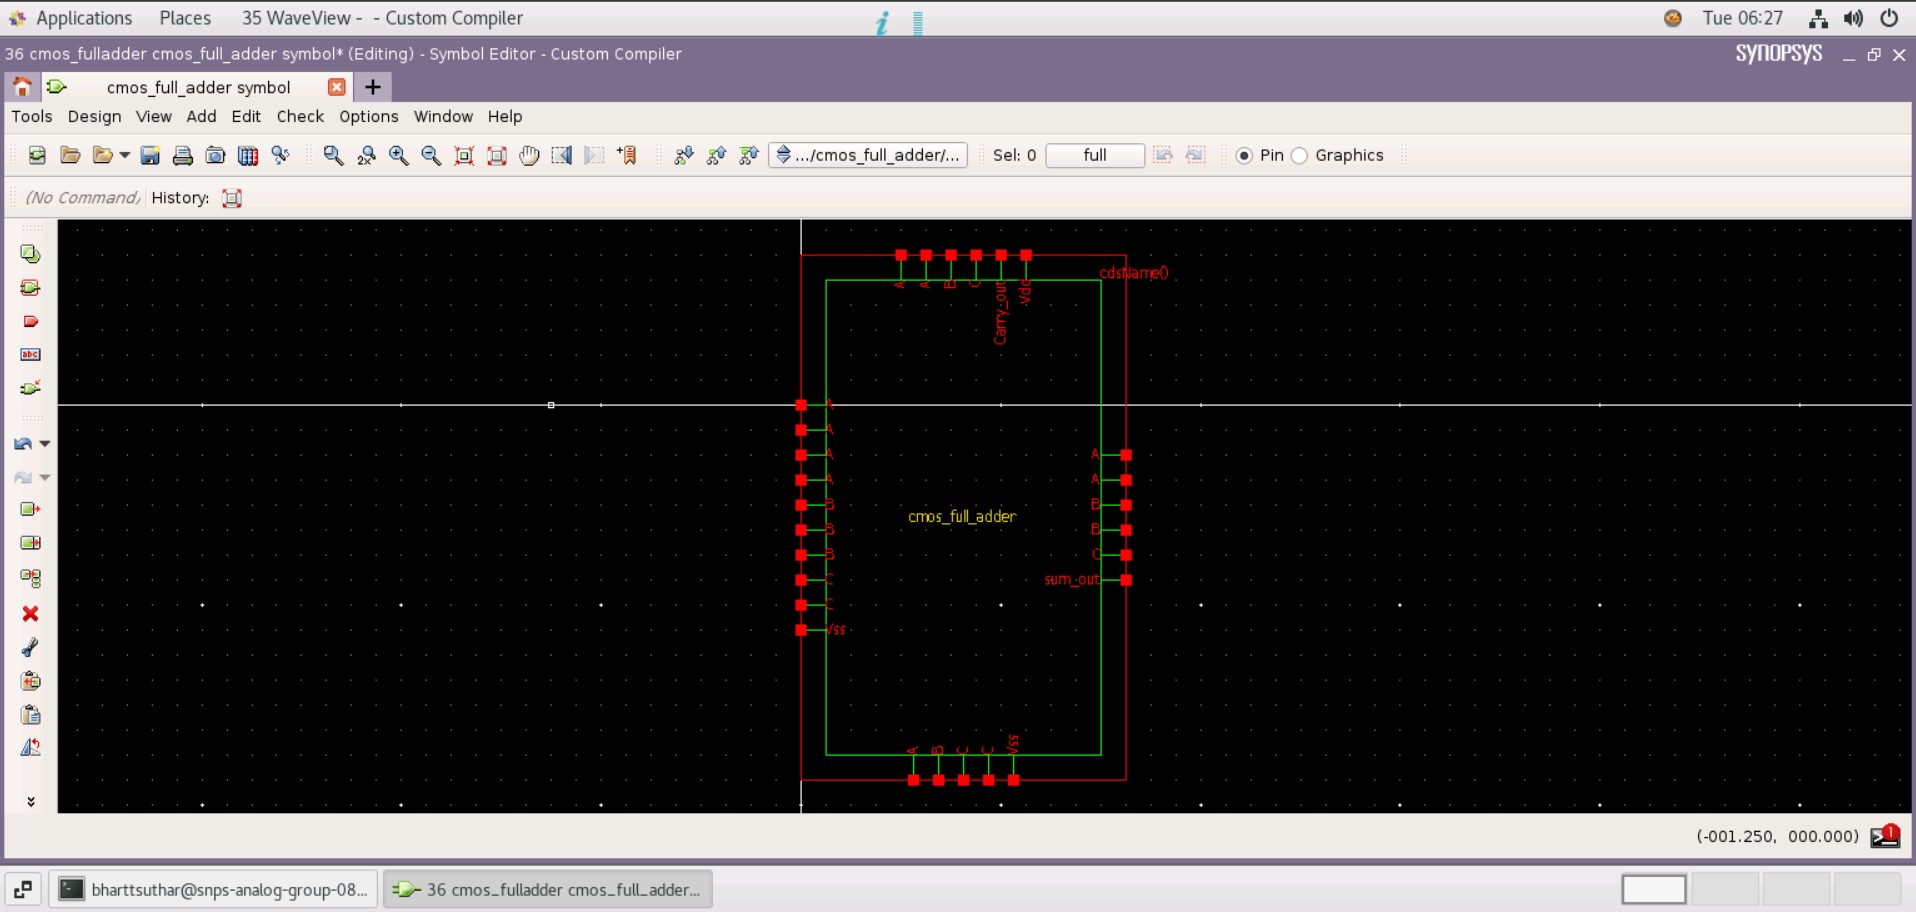 Applications Places 35 WaveView - - Custom Compiler Tue 06:27
36 cmos_fulladder cmos_full_adder symbol* (Editing) - Symbol Editor - Custom Compiler SYNOPSYS
cmos_full_adder symbol
Tools Design View Add Edit Check Options Window Help
2X .../cmos_full_adder/... Sel: 0 full Pin Graphics
(No Command) History:
cdsName()
A A B C Carry_out Vdd
abc
A
A
A A
A A
B B
B cmos_full_adder B
B C
C sum_out
C
Vss
A B C C Vss
(-001.250, 000.000) 1
bharttsuthar@snps-analog-group-08... 36 cmos_fulladder cmos_full_adder...